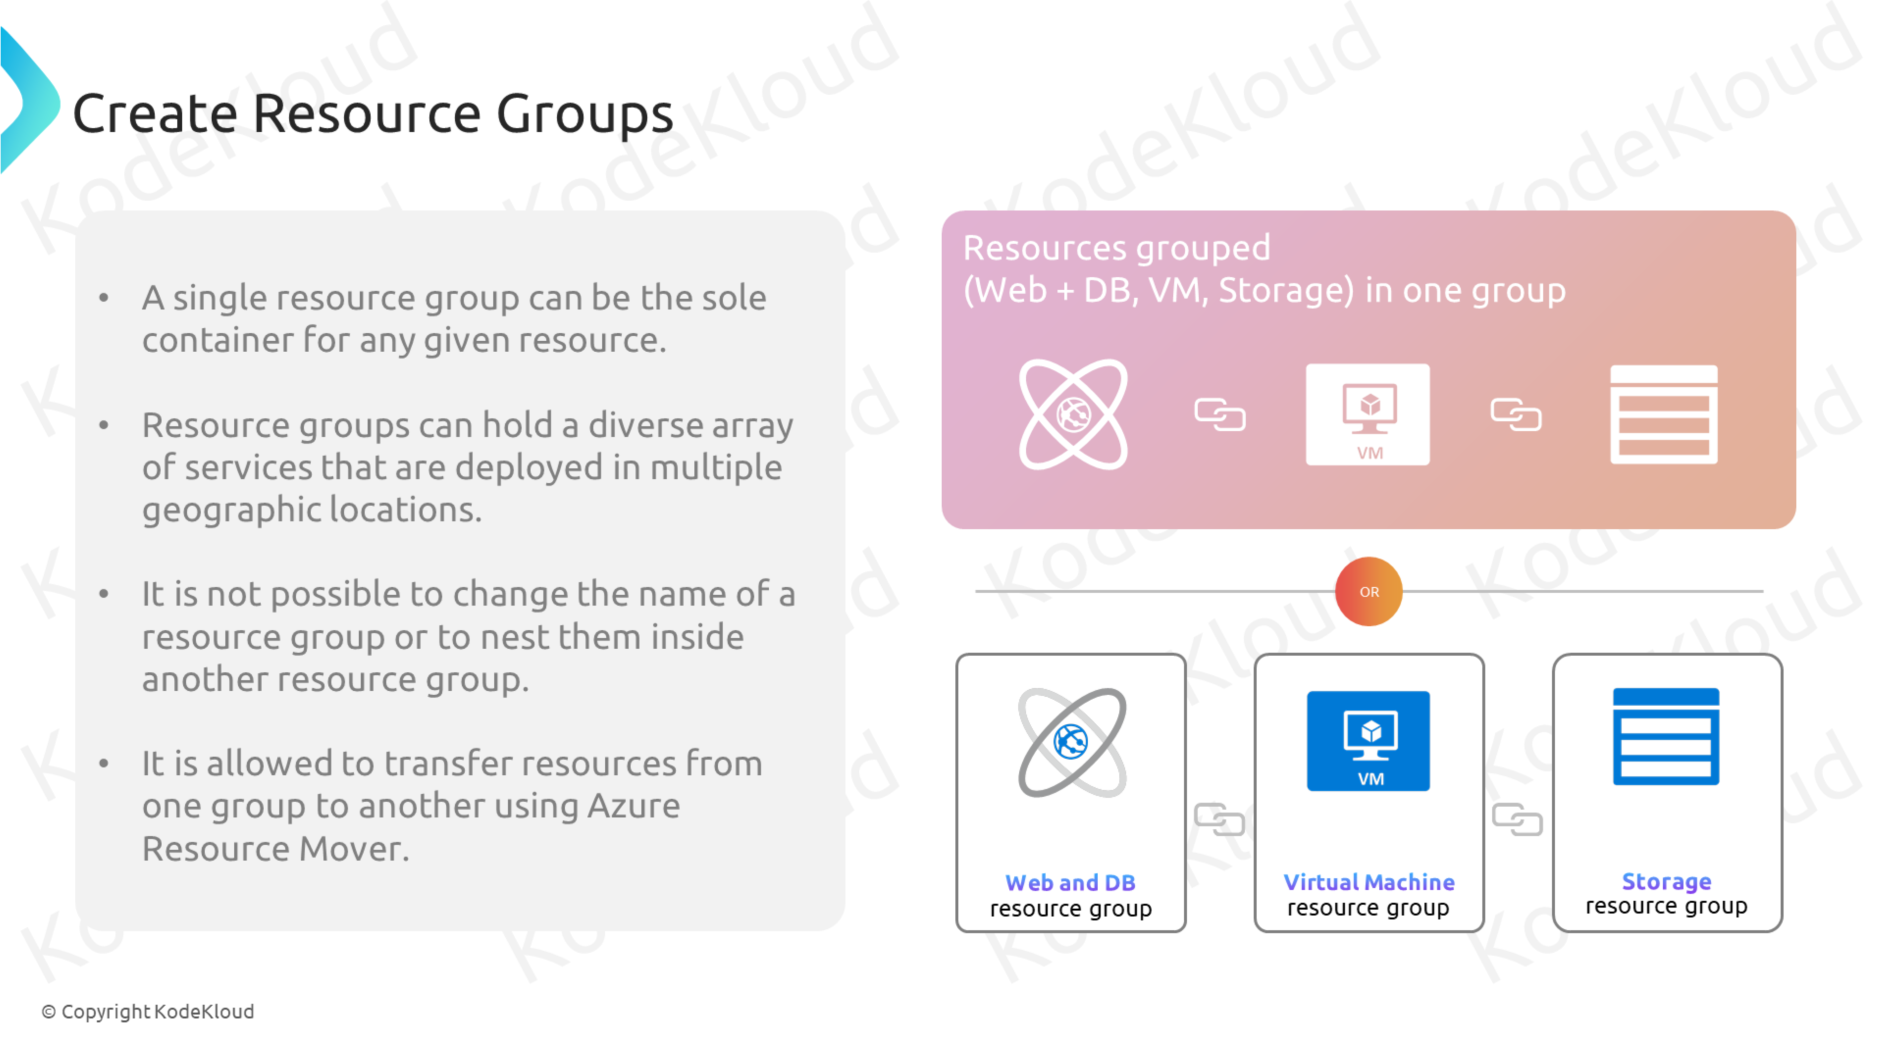 Create Resource Groups
• A single resource group can be the sole
container for any given resource.
• Resource groups can hold a diverse array
of services that are deployed in multiple
geographic locations.
• It is not possible to change the name of a
resource group or to nest them inside
another resource group.
• It is allowed to transfer resources from
one group to another using Azure
Resource Mover.
Resources grouped
(Web + DB, VM, Storage) in one group
VM
OR
VM
Web and DB
resource group
Virtual Machine
resource group
Storage
resource group
© Copyright KodeKloud
KodeKloud